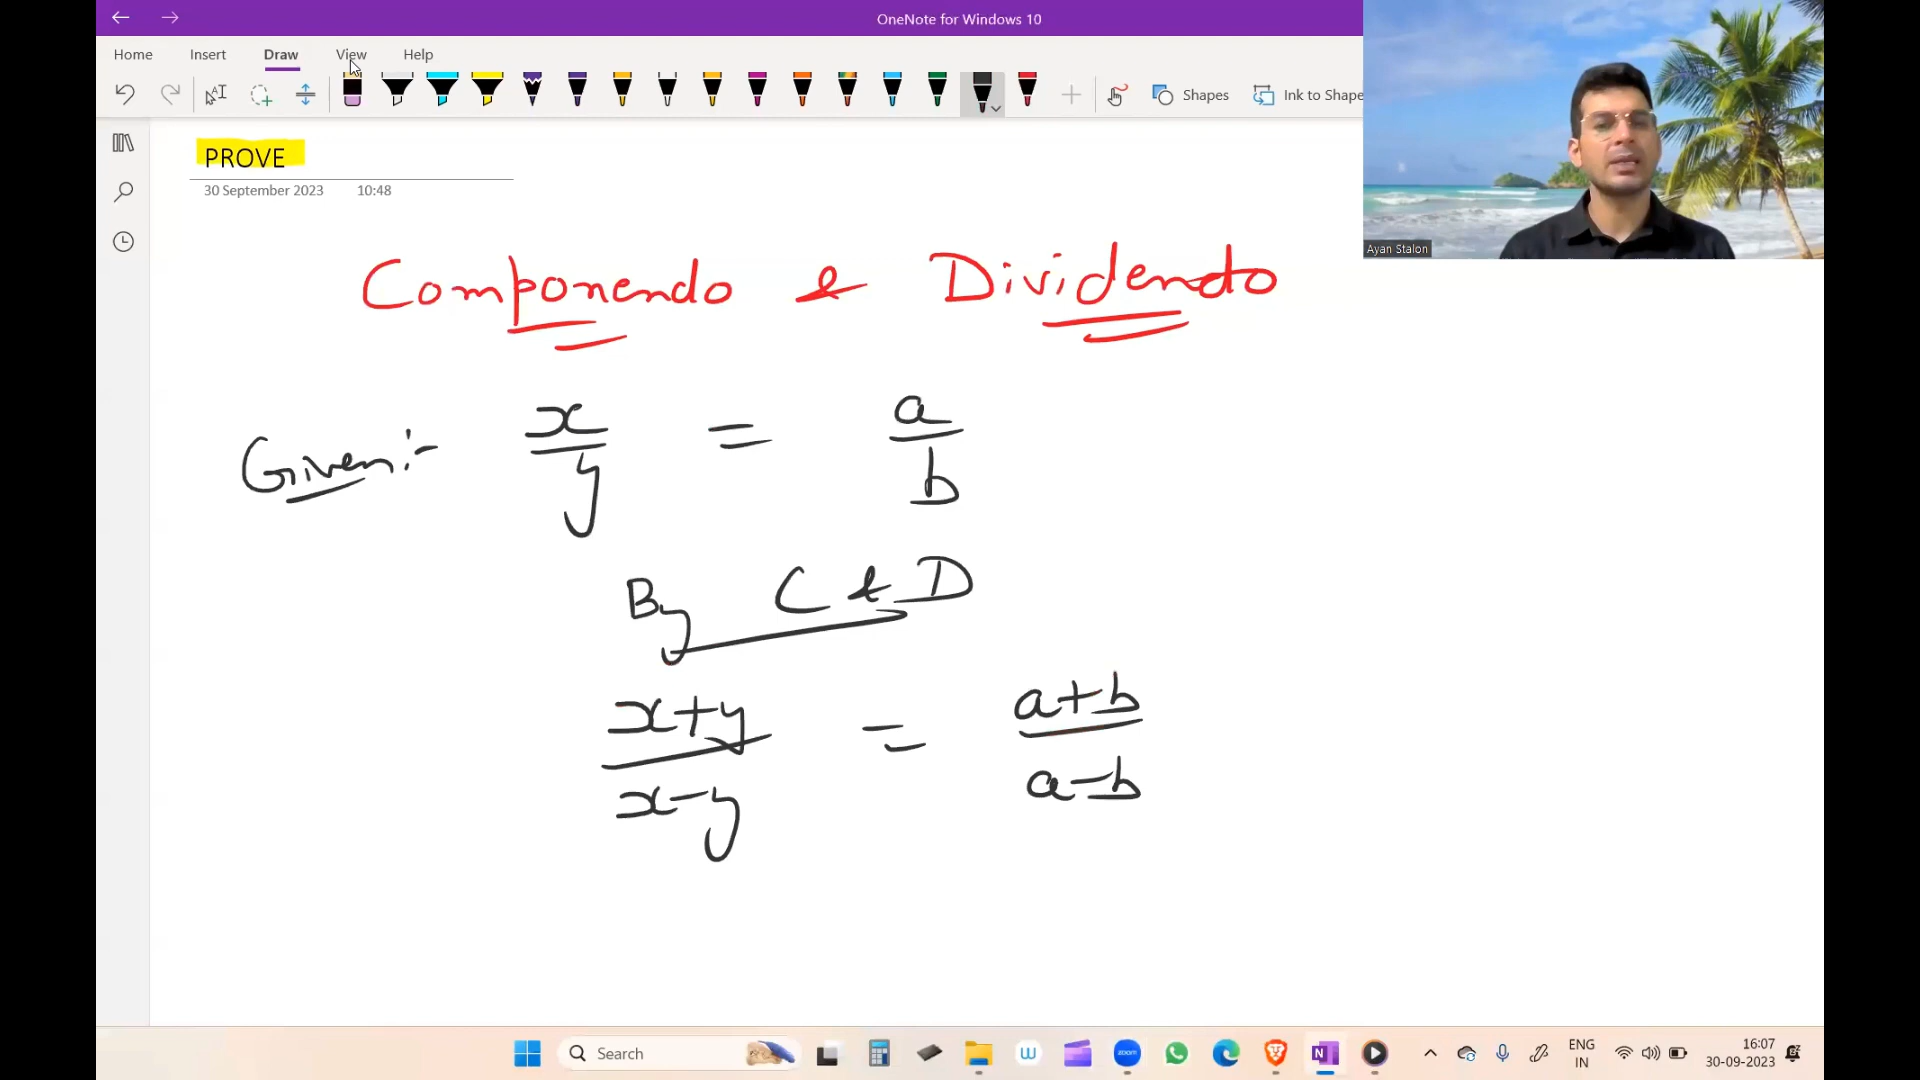 OneNote for Windows 10
Home Insert Draw View Help
Shapes Ink to Shape
PROVE
30 September 2023 10:48
Ayan Stalon
Componendo & Dividendo
Given:- x/y = a/b
By C & D
x+y/x-y = a+b/a-b
Search
zoom
ENG
IN
16:07
30-09-2023